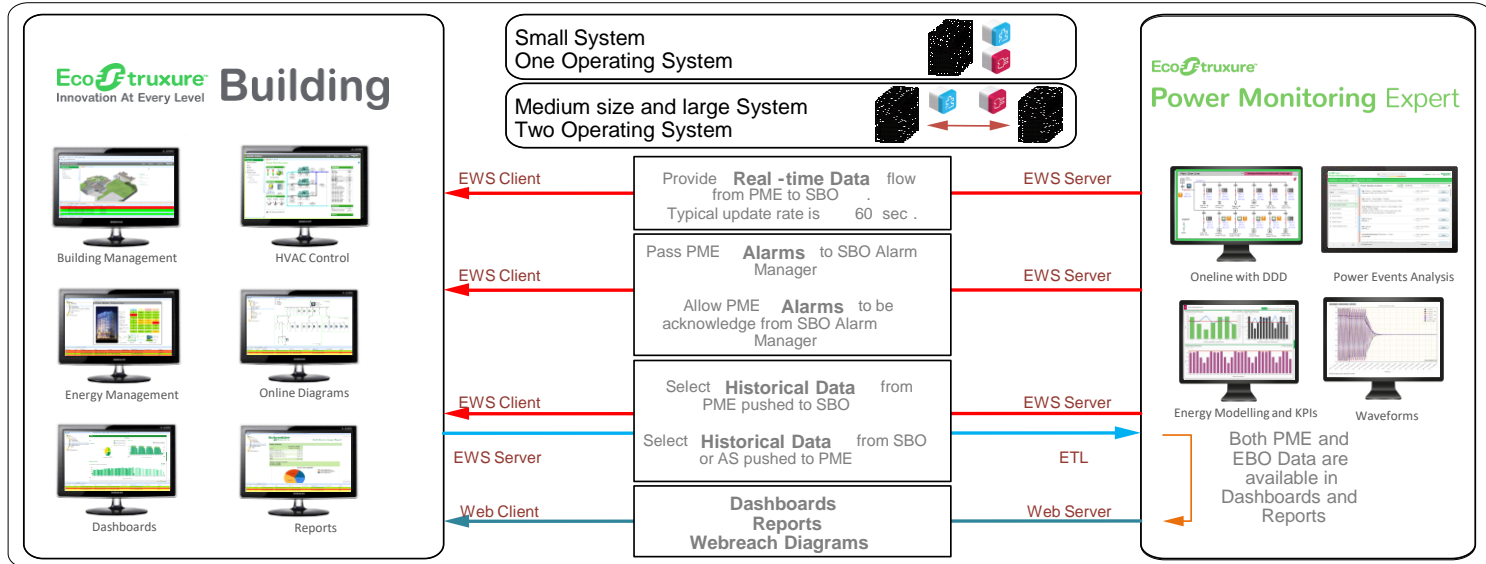 EcoStruxure™
Innovation At Every Level
Building
Building Management
HVAC Control
Energy Management
Online Diagrams
Dashboards
Reports
Small System
One Operating System
Medium size and large System
Two Operating System
EWS Client
Provide Real -time Data flow
from PME to SBO .
Typical update rate is 60 sec .
EWS Server
EWS Client
Pass PME Alarms to SBO Alarm
Manager
Allow PME Alarms to be
acknowledge from SBO Alarm
Manager
EWS Server
EWS Client
Select Historical Data from
PME pushed to SBO
EWS Server
Select Historical Data from SBO
or AS pushed to PME
EWS Server
ETL
Web Client
Dashboards
Reports
Webreach Diagrams
Web Server
EcoStruxure™
Power Monitoring Expert
Oneline with DDD
Power Events Analysis
Energy Modelling and KPIs
Waveforms
Both PME and
EBO Data are
available in
Dashboards and
Reports